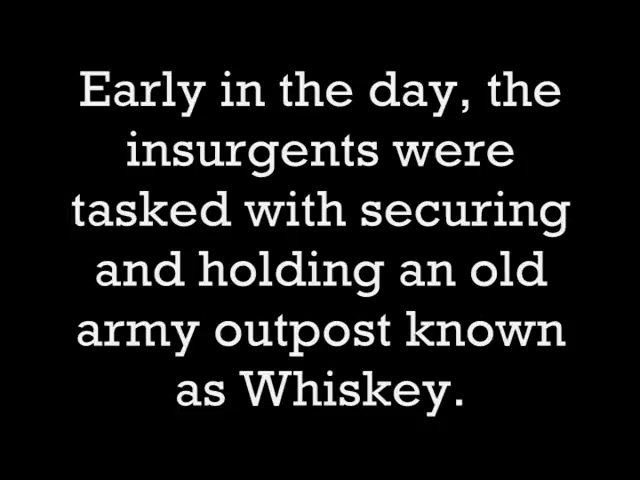 Early in the day, the
insurgents were
tasked with securing
and holding an old
army outpost known
as Whiskey.